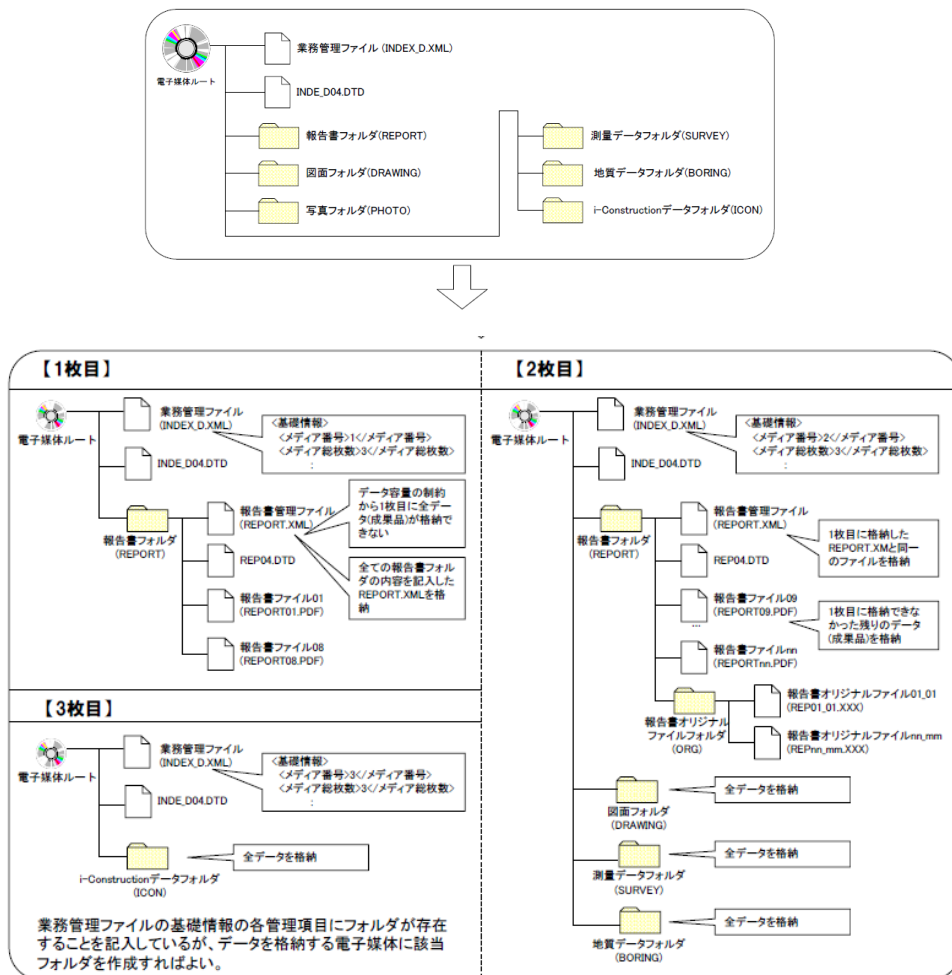 業務管理ファイル(INDEX_D.XML)
電子媒体ルート
INDE_D04.DTD
報告書フォルダ(REPORT)
図面フォルダ(DRAWING)
写真フォルダ(PHOTO)
測量データフォルダ(SURVEY)
地質データフォルダ(BORING)
i-Constructionデータフォルダ(ICON)
【1枚目】
業務管理ファイル
(INDEX_D.XML)
電子媒体ルート
<基礎情報>
<メディア番号>1</メディア番号>
<メディア総枚数>3</メディア総枚数>
:
INDE_D04.DTD
報告書フォルダ
(REPORT)
報告書管理ファイル
(REPORT.XML)
データ容量の制約
から1枚目に全デー
タ(成果品)が格納で
きない
REP04.DTD
全ての報告書フォル
ダの内容を記入した
REPORT.XMLを格
納
報告書ファイル01
(REPORT01.PDF)
報告書ファイル08
(REPORT08.PDF)
【3枚目】
業務管理ファイル
(INDEX_D.XML)
電子媒体ルート
<基礎情報>
<メディア番号>3</メディア番号>
<メディア総枚数>3</メディア総枚数>
:
INDE_D04.DTD
i-Constructionデータフォルダ
(ICON)
全データを格納
業務管理ファイルの基礎情報の各管理項目にフォルダが存在
することを記入しているが、データを格納する電子媒体に該当
フォルダを作成すればよい。
【2枚目】
業務管理ファイル
(INDEX_D.XML)
電子媒体ルート
<基礎情報>
<メディア番号>2</メディア番号>
<メディア総枚数>3</メディア総枚数>
:
INDE_D04.DTD
報告書フォルダ
(REPORT)
報告書管理ファイル
(REPORT.XML)
1枚目に格納した
REPORT.XMと同一
のファイルを格納
REP04.DTD
報告書ファイル09
(REPORT09.PDF)
…
1枚目に格納できな
かった残りのデータ
(成果品)を格納
報告書ファイルnn
(REPORTnn.PDF)
報告書オリジナル
ファイルフォルダ
(ORG)
報告書オリジナルファイル01_01
(REP01_01.XXX)
報告書オリジナルファイルnn_mm
(REPnn_mm.XXX)
図面フォルダ
(DRAWING)
全データを格納
測量データフォルダ
(SURVEY)
全データを格納
地質データフォルダ
(BORING)
全データを格納